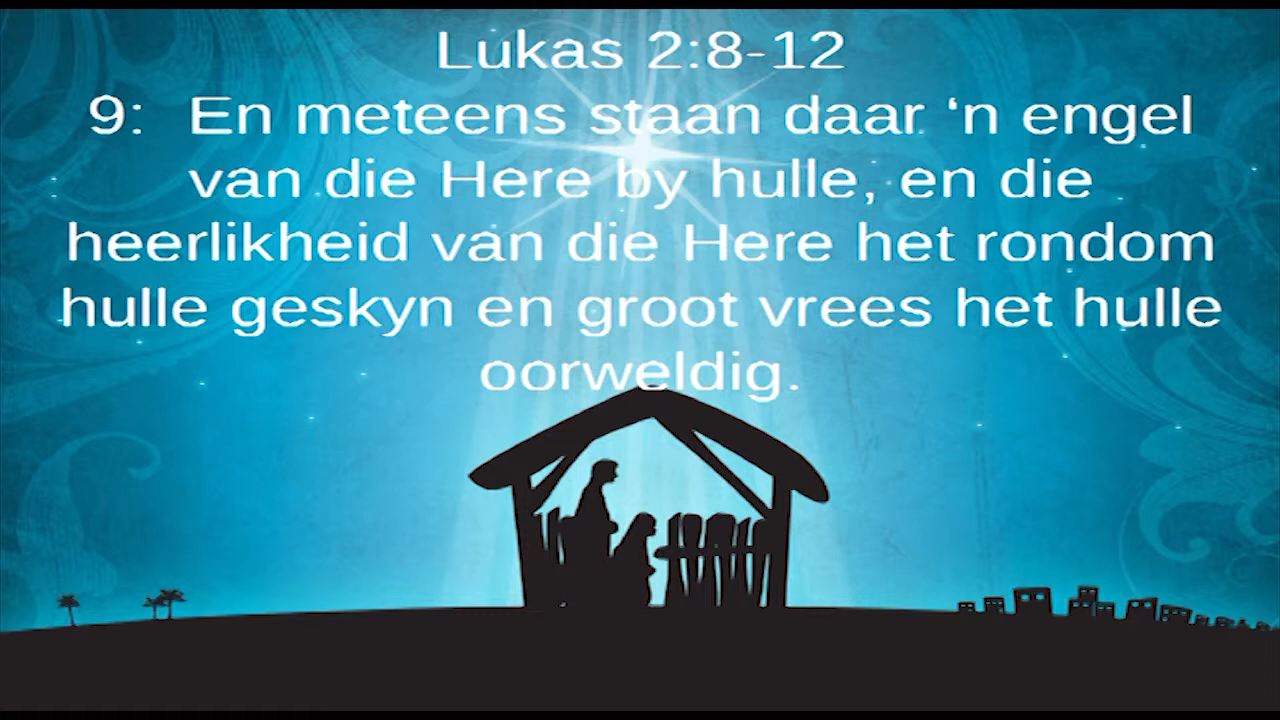 Lukas 2:8-12
9: En meteens staan daar ‘n engel
van die Here by hulle, en die
heerlikheid van die Here het rondom
hulle geskyn en groot vrees het hulle
oorweldig.